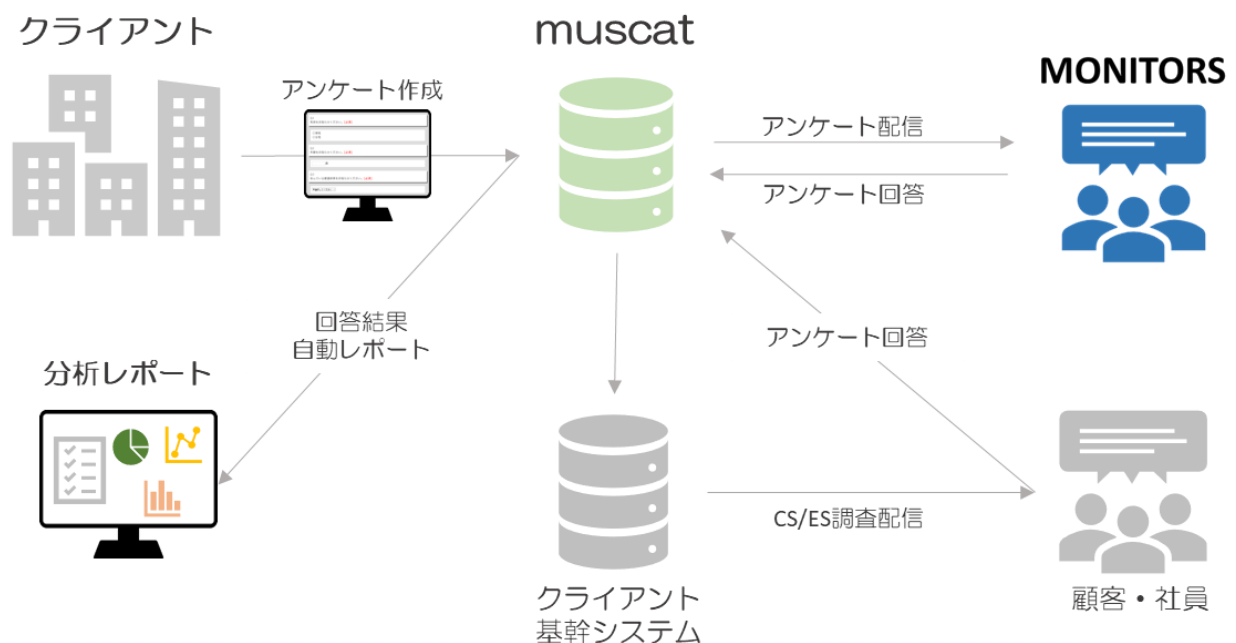 クライアント
muscat
MONITORS
アンケート作成
アンケート配信
アンケート回答
回答結果
自動レポート
アンケート回答
分析レポート
CS/ES調査配信
クライアント
基幹システム
顧客・社員